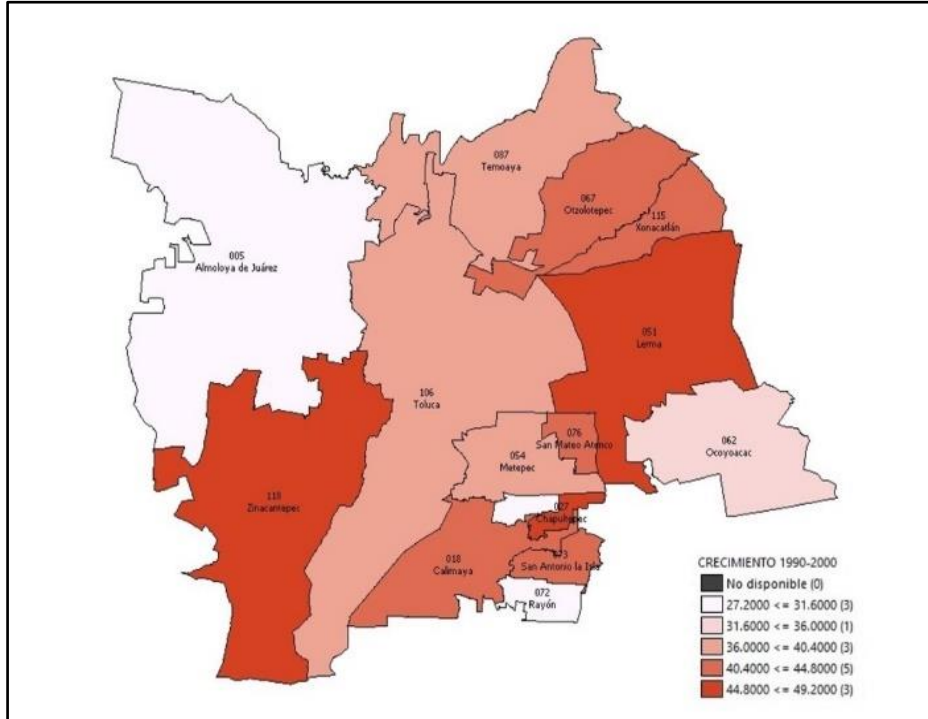 087
Temoaya
067
Otzolotepec
115
Xonacatlán
005
Almoloya de Juárez
051
Lerma
106
Toluca
076
San Mateo Atenco
062
Ocoyoacac
054
Metepec
118
Zinacantepec
027
Chapultepec
018
Calimaya
073
San Antonio la Isla
072
Rayón
CRECIMIENTO 1990-2000
No disponible (0)
27.2000 <= 31.6000 (3)
31.6000 <= 36.0000 (1)
36.0000 <= 40.4000 (3)
40.4000 <= 44.8000 (5)
44.8000 <= 49.2000 (3)